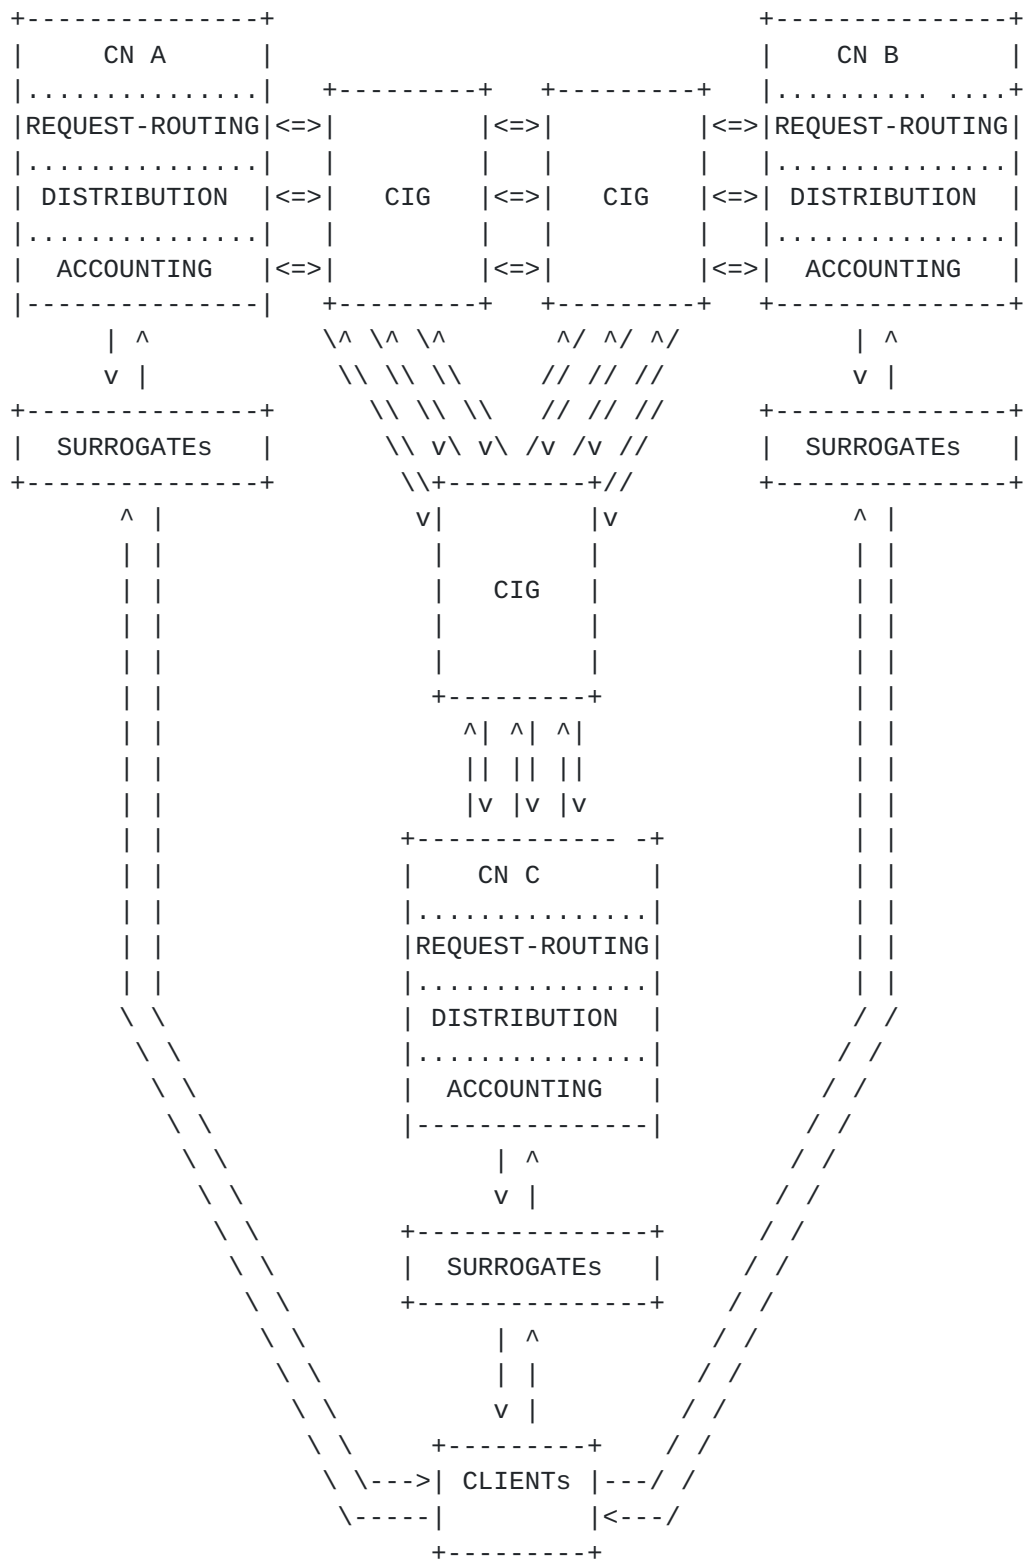 +---------------+                                +---------------+
|     CN A      |                                |    CN B       |
|...............|   +---------+   +---------+    |.......... ....+
|REQUEST-ROUTING|<=>|         |<=>|         |<=>|REQUEST-ROUTING|
|...............|   |         |   |         |   |...............|
| DISTRIBUTION  |<=>|   CIG   |<=>|   CIG   |<=>| DISTRIBUTION  |
|...............|   |         |   |         |   |...............|
|  ACCOUNTING   |<=>|         |<=>|         |<=>|  ACCOUNTING   |
|---------------|   +---------+   +---------+   +---------------+
      | ^           \^ \^ \^       ^/ ^/ ^/           | ^
      v |            \\ \\ \\     // // //            v |
+---------------+      \\ \\ \\   // // //      +---------------+
|  SURROGATEs   |       \\ v\ v\ /v /v //       |  SURROGATEs   |
+---------------+        \\+---------+//        +---------------+
       ^ |                v|         |v               ^ |
       | |                 |         |                | |
       | |                 |   CIG   |                | |
       | |                 |         |                | |
       | |                 |         |                | |
       | |                 +---------+                | |
       | |                   ^| ^| ^|                 | |
       | |                   || || ||                 | |
       | |                   |v |v |v                 | |
       | |               +------------- -+            | |
       | |               |    CN C       |            | |
       | |               |...............|            | |
       | |               |REQUEST-ROUTING|            | |
       | |               |...............|            | |
       \ \               | DISTRIBUTION  |            / /
        \ \              |...............|           / /
         \ \             |  ACCOUNTING   |          / /
          \ \            |---------------|         / /
           \ \                 | ^                / /
            \ \                v |               / /
             \ \         +---------------+      / /
              \ \        |  SURROGATEs   |     / /
               \ \       +---------------+    / /
                \ \            | ^           / /
                 \ \           | |          / /
                  \ \          v |         / /
                   \ \     +---------+    / /
                    \ \--->| CLIENTs |---/ /
                     \-----|         |<---/
                           +---------+